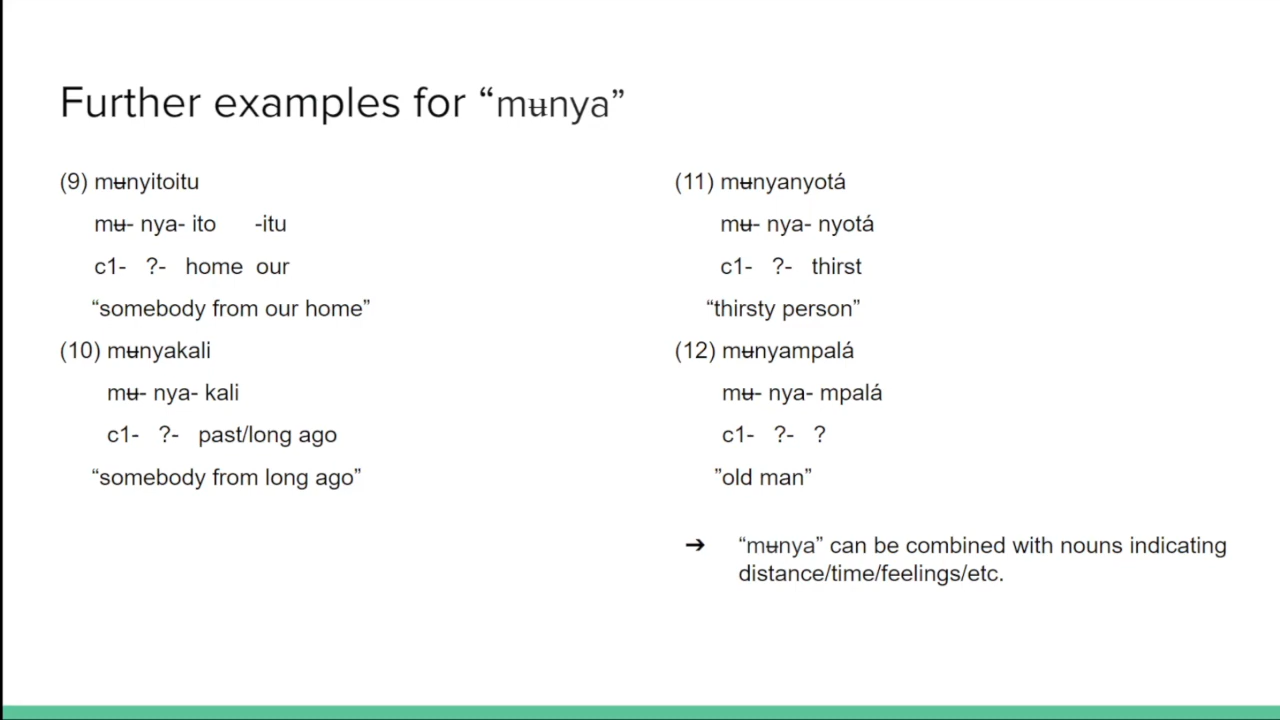 Further examples for “mʉnya”
(9) mʉnyitoitu
mʉ- nya- ito -itu
c1- ?- home our
“somebody from our home”
(10) mʉnyakali
mʉ- nya- kali
c1- ?- past/long ago
“somebody from long ago”
(11) mʉnyanyotá
mʉ- nya- nyotá
c1- ?- thirst
“thirsty person”
(12) mʉnyampalá
mʉ- nya- mpalá
c1- ?- ?
”old man”
➔ “mʉnya” can be combined with nouns indicating
distance/time/feelings/etc.